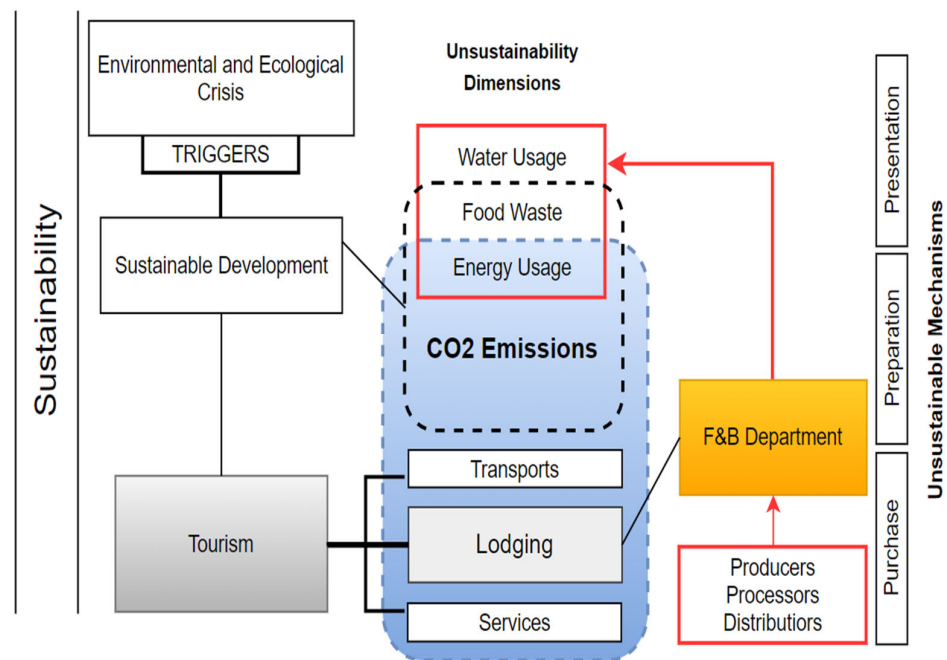 Sustainability
Environmental and Ecological
Crisis
TRIGGERS
Sustainable Development
Tourism
Unsustainability
Dimensions
Water Usage
Food Waste
Energy Usage
CO2 Emissions
Transports
Lodging
Services
F&B Department
Producers
Processors
Distributiors
Presentation
Preparation
Purchase
Unsustainable Mechanisms